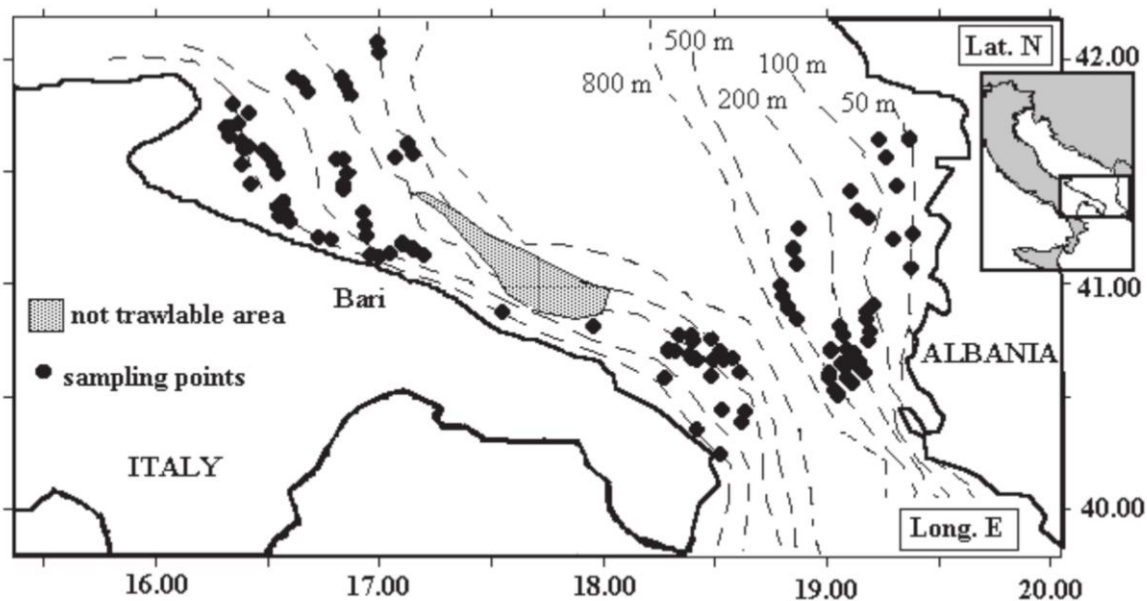 Lat. N
42.00
500 m
800 m
100 m
200 m
50 m
41.00
Bari
not trawlable area
sampling points
ALBANIA
ITALY
40.00
Long. E
16.00
17.00
18.00
19.00
20.00